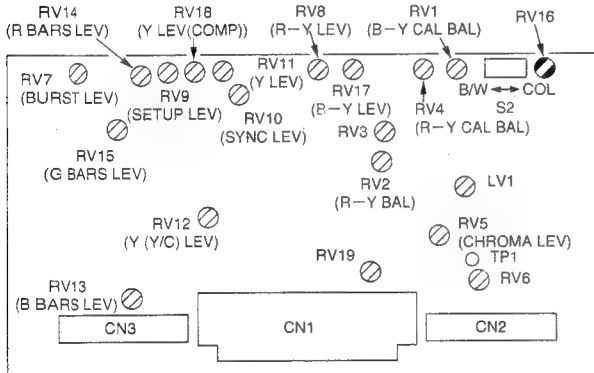 RV14
(R BARS LEV)
RV18
(Y LEV(COMP))
RV8
(R−Y LEV)
RV1
(B−Y CAL BAL)
RV16
RV7
(BURST LEV)
RV9
(SETUP LEV)
RV11
(Y LEV)
RV10
(SYNC LEV)
RV17
(B−Y LEV)
RV4
(R−Y CAL BAL)
B/W ↔ COL
S2
RV15
(G BARS LEV)
RV3
RV2
(R−Y BAL)
LV1
RV12
(Y (Y/C) LEV)
RV5
(CHROMA LEV)
TP1
RV6
RV19
RV13
(B BARS LEV)
CN3
CN1
CN2